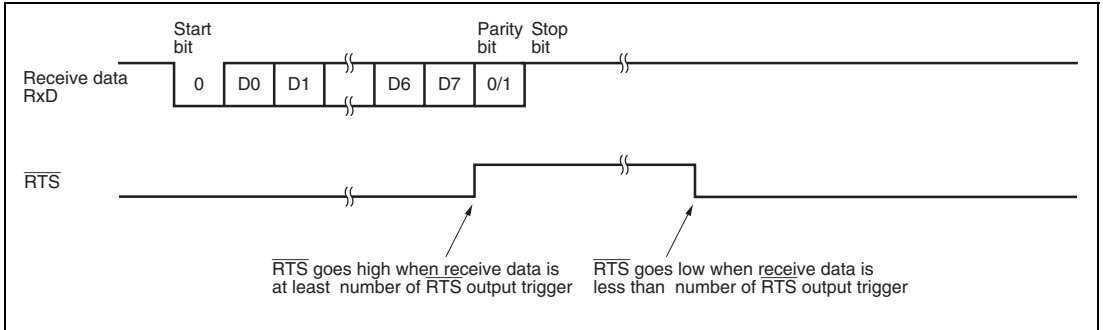 Start bit
Parity bit
Stop bit
Receive data RxD
0 D0 D1 D6 D7 0/1
RTS
RTS goes high when receive data is
at least number of RTS output trigger
RTS goes low when receive data is
less than number of RTS output trigger